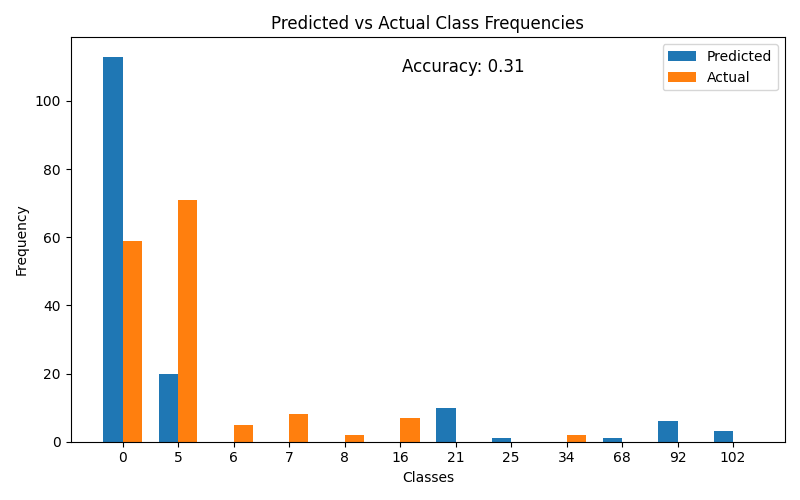 Predicted vs Actual Class Frequencies
Accuracy: 0.31
Predicted
Actual
Frequency
100
80
60
40
20
0
0 5 6 7 8 16 21 25 34 68 92 102
Classes